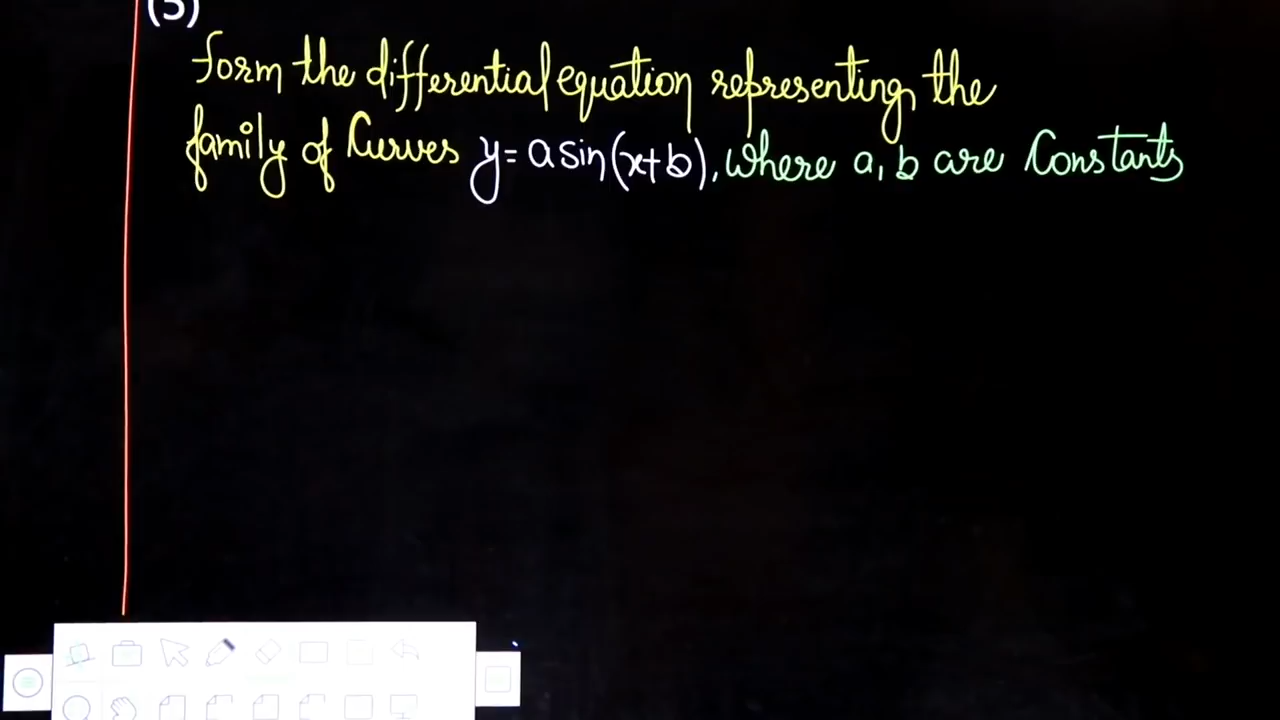 (5)
Form the differential equation representing the
family of Curves y = a sin(x+b), where a, b are Constants